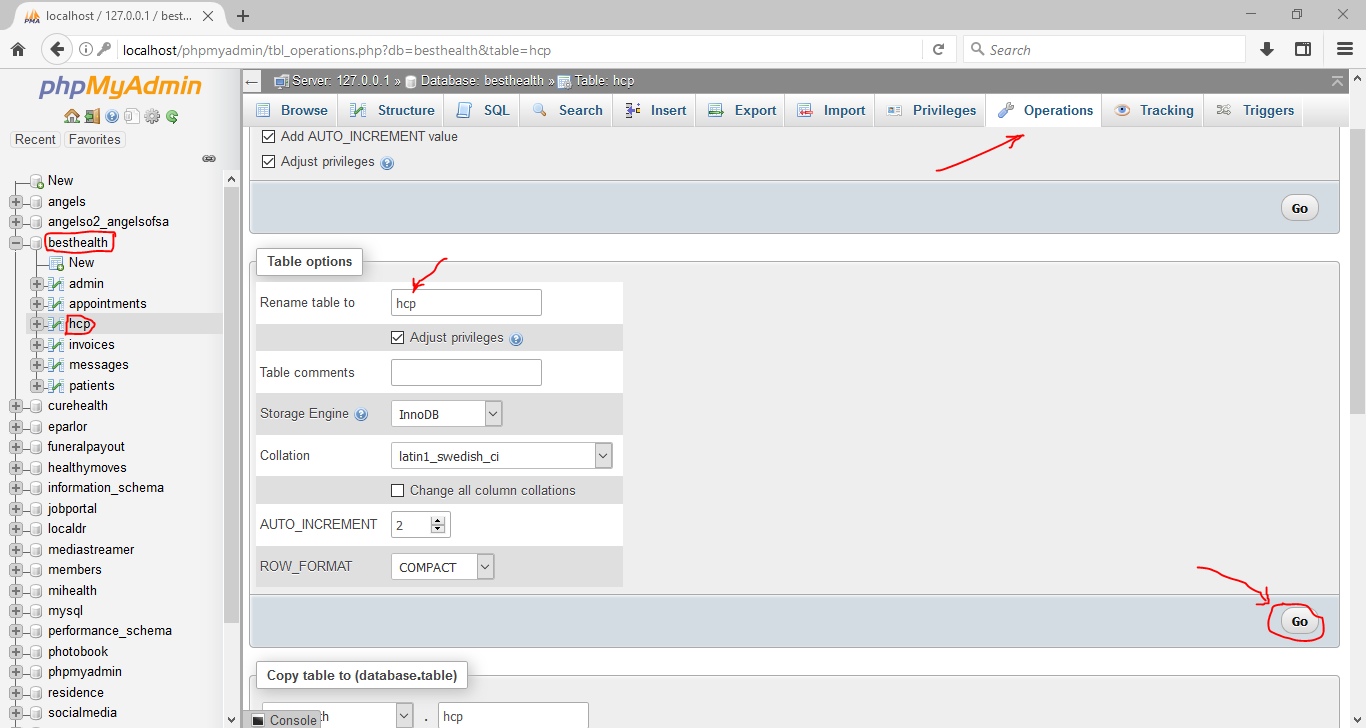 localhost / 127.0.0.1 / best...
localhost/phpmyadmin/tbl_operations.php?db=besthealth&table=hcp
Search
phpMyAdmin
Recent Favorites
New
angels
angelso2_angelsofsa
besthealth
New
admin
appointments
hcp
invoices
messages
patients
curehealth
eparlor
funeralpayout
healthymoves
information_schema
jobportal
localdr
mediastreamer
members
mihealth
mysql
performance_schema
photobook
phpmyadmin
residence
socialmedia
Server: 127.0.0.1 » Database: besthealth » Table: hcp
Browse Structure SQL Search Insert Export Import Privileges Operations Tracking Triggers
Add AUTO_INCREMENT value
Adjust privileges
Go
Table options
Rename table to hcp
Adjust privileges
Table comments
Storage Engine InnoDB
Collation latin1_swedish_ci
Change all column collations
AUTO_INCREMENT 2
ROW_FORMAT COMPACT
Go
Copy table to (database.table)
. hcp
Console